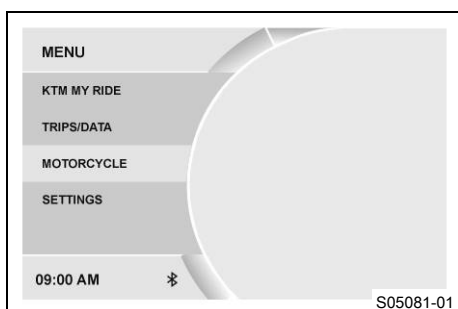 MENU
KTM MY RIDE
TRIPS/DATA
MOTORCYCLE
SETTINGS
09:00 AM
S05081-01